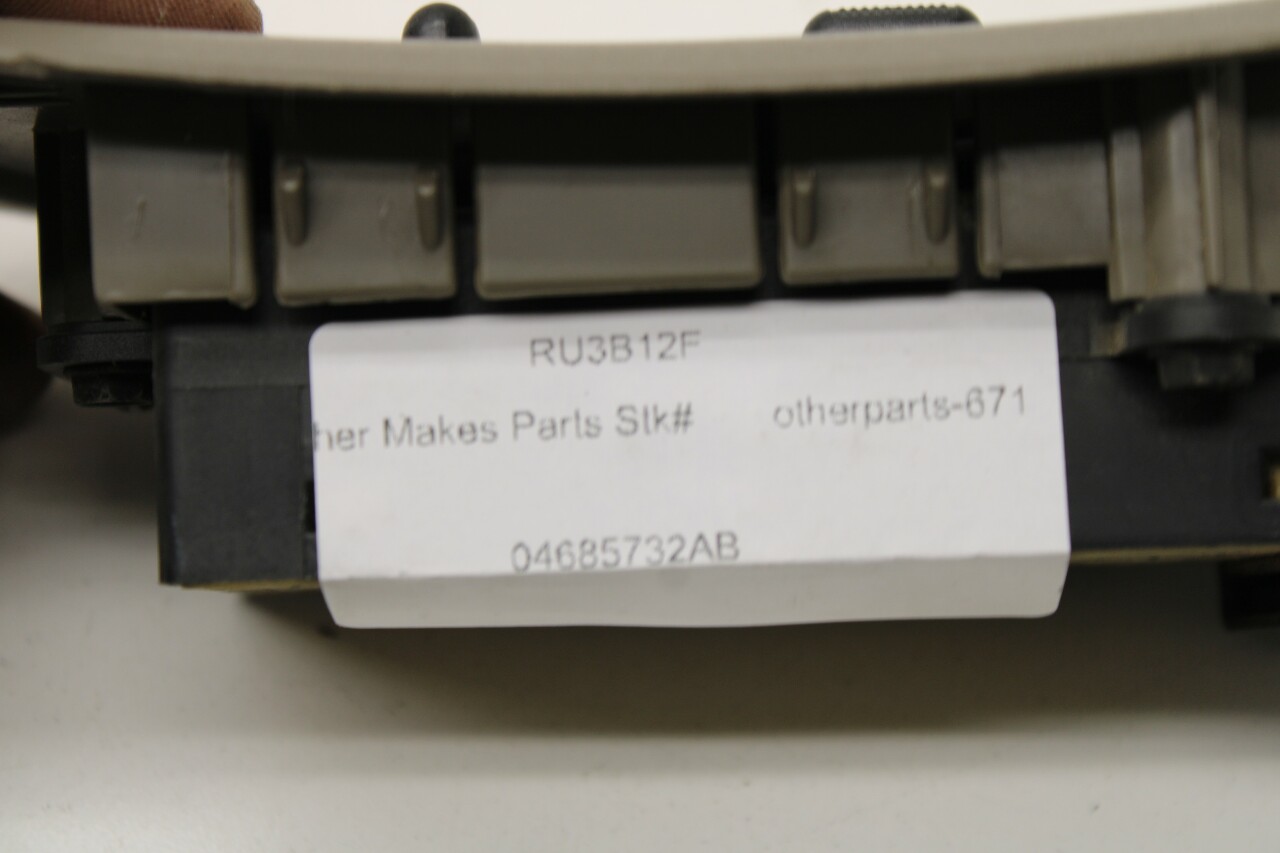 RU3B12F
her Makes Parts Stk# otherparts-671
04685732AB